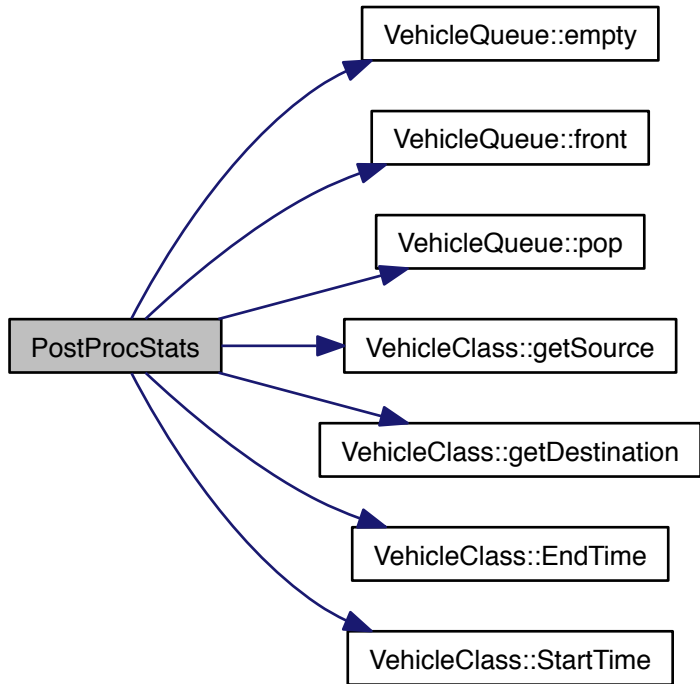 VehicleQueue::empty
VehicleQueue::front
VehicleQueue::pop
PostProcStats
VehicleClass::getSource
VehicleClass::getDestination
VehicleClass::EndTime
VehicleClass::StartTime